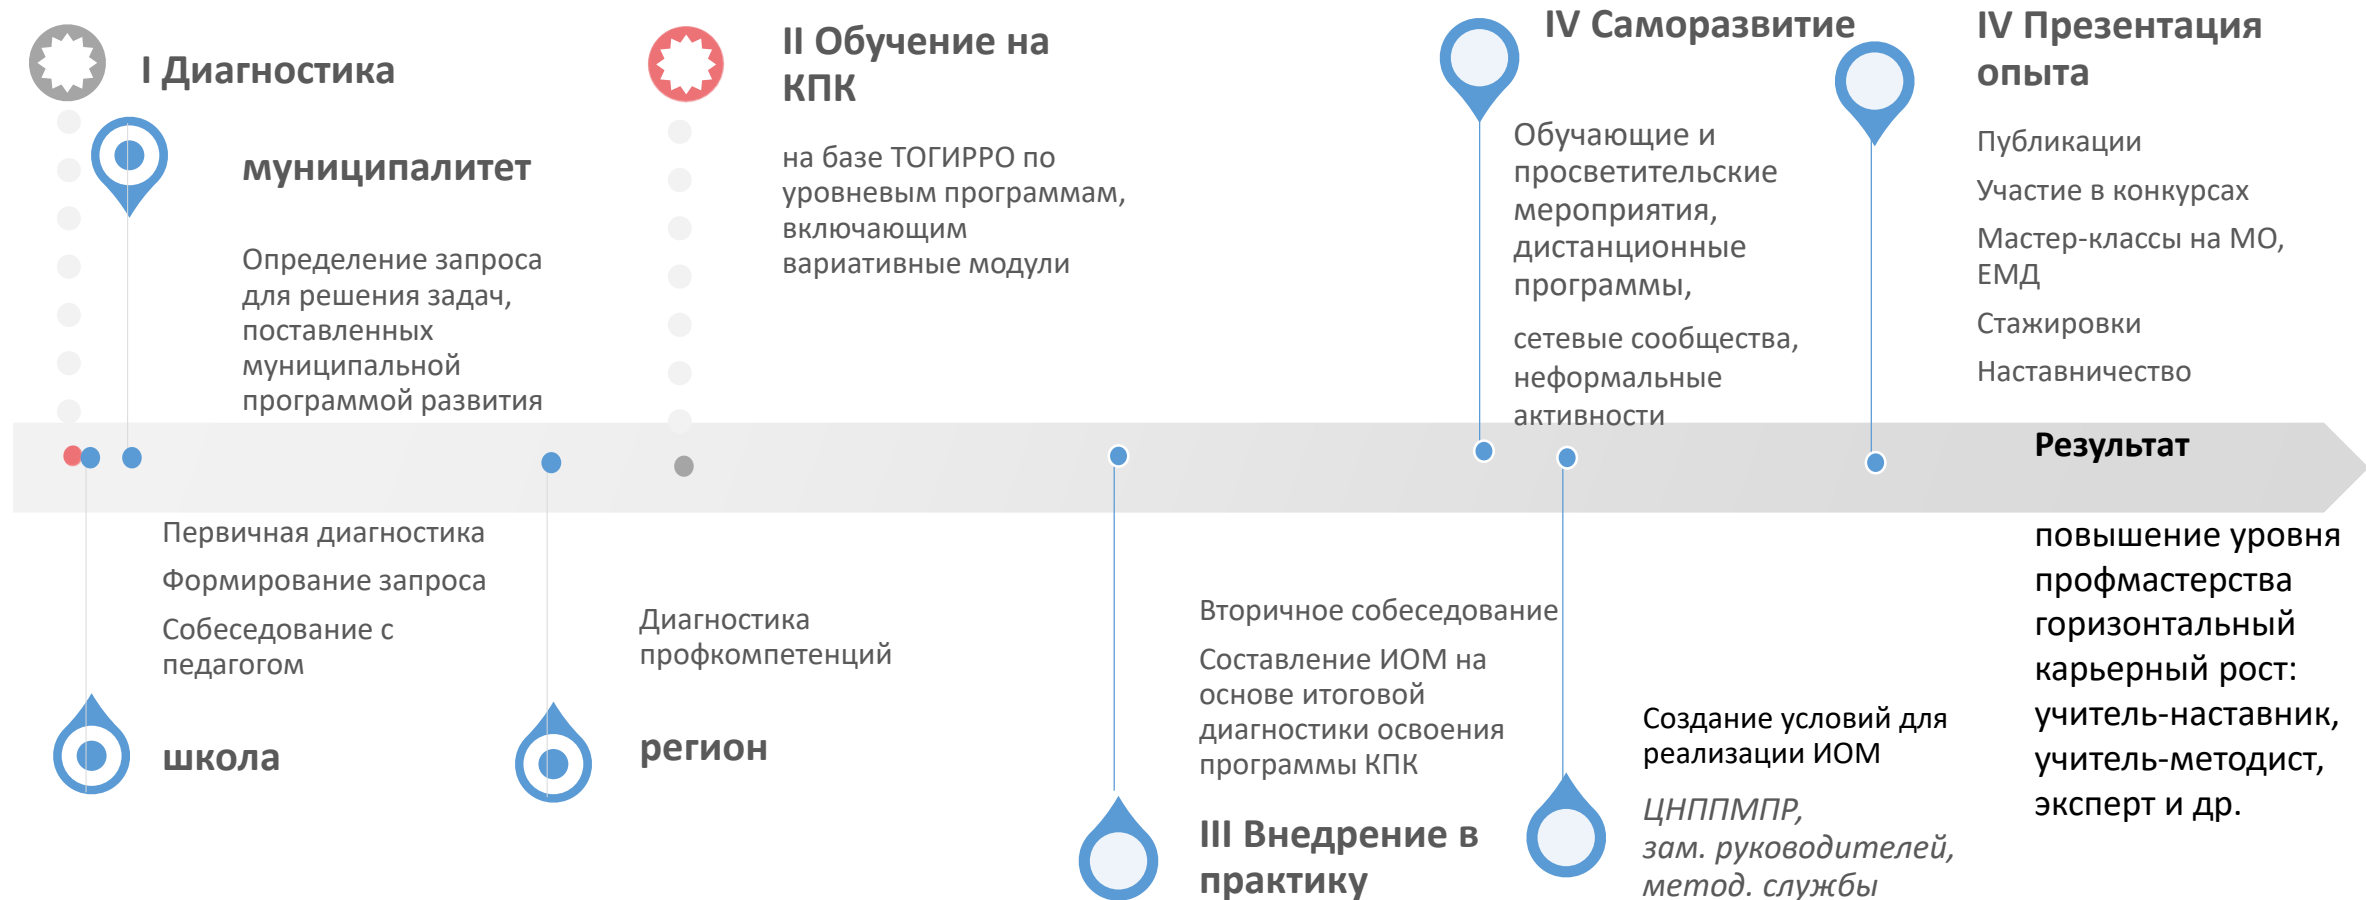 I Диагностика
муниципалитет
Определение запроса
для решения задач,
поставленных
муниципальной
программой развития
II Обучение на
КПК
на базе ТОГИРРО по
уровневым программам,
включающим
вариативные модули
IV Саморазвитие
Обучающие и
просветительские
мероприятия,
дистанционные
программы,
сетевые сообщества,
неформальные
активности
IV Презентация
опыта
Публикации
Участие в конкурсах
Мастер-классы на МО,
ЕМД
Стажировки
Наставничество
Результат
Первичная диагностика
Формирование запроса
Собеседование с
педагогом
школа
Диагностика
профкомпетенций
регион
Вторичное собеседование
Составление ИОМ на
основе итоговой
диагностики освоения
программы КПК
III Внедрение в
практику
Создание условий для
реализации ИОМ
ЦНППМПР,
зам. руководителей,
метод. службы
повышение уровня
профмастерства
горизонтальный
карьерный рост:
учитель-наставник,
учитель-методист,
эксперт и др.